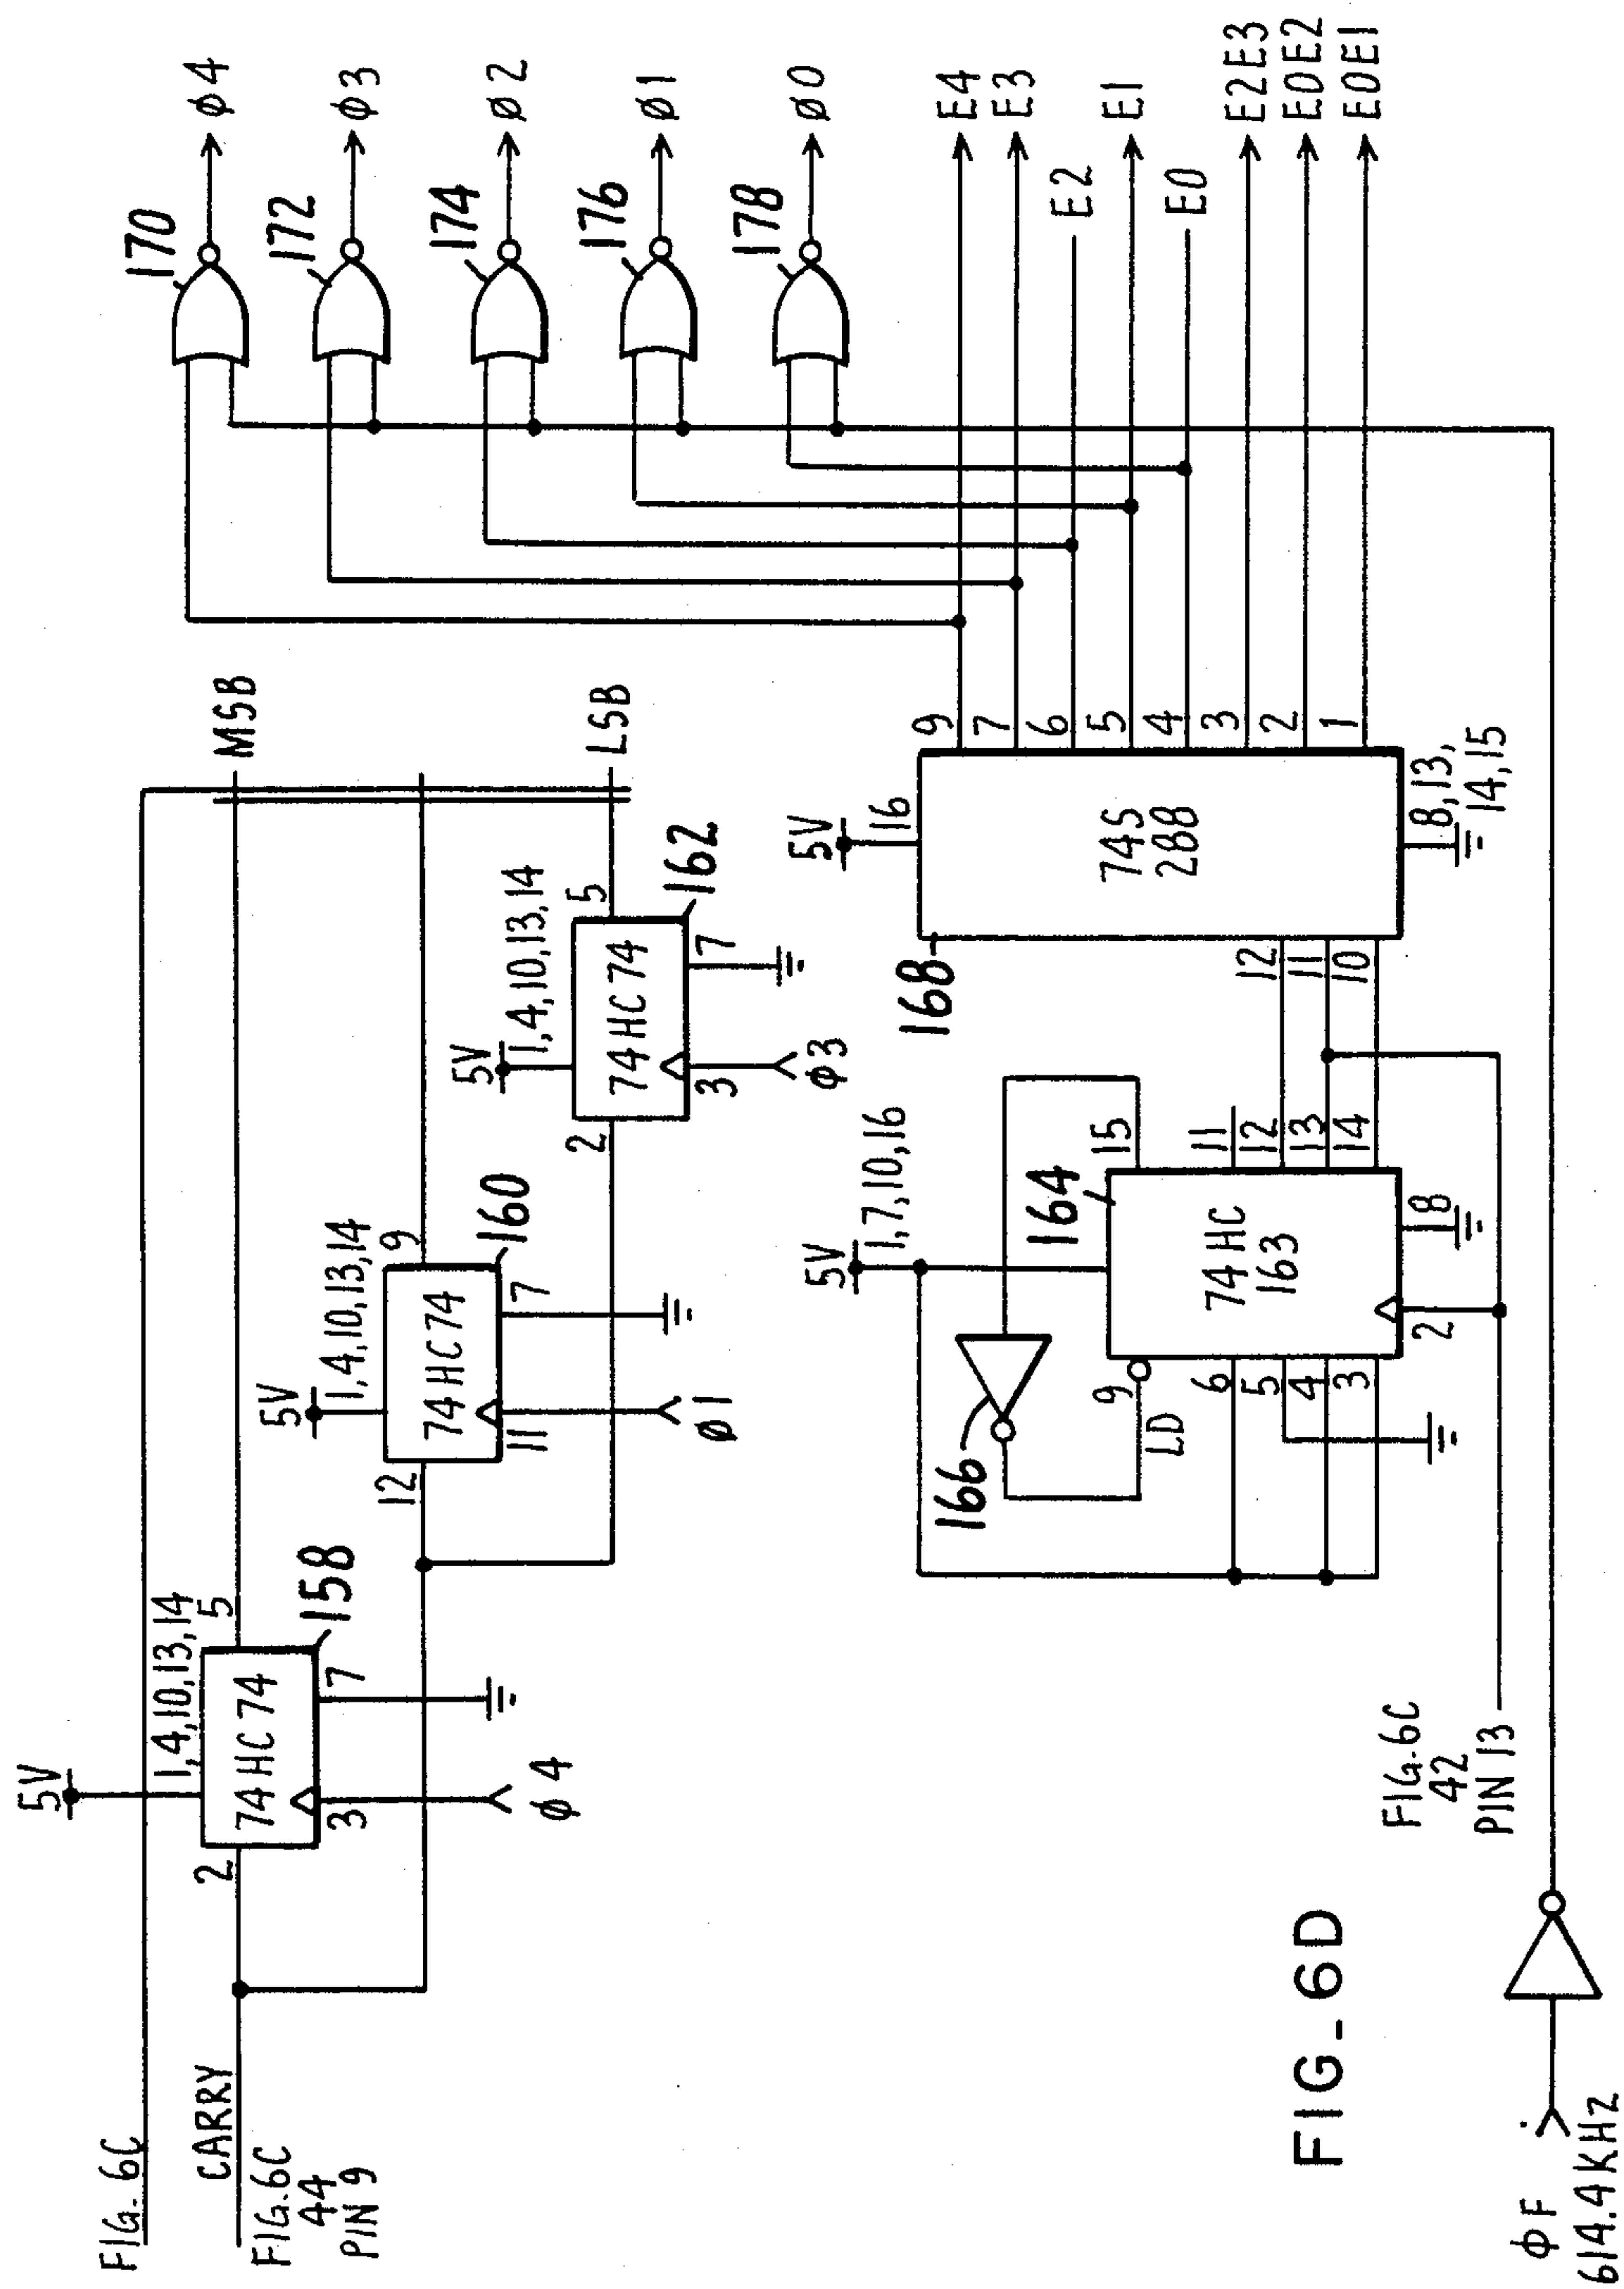 FIG. 6C
CARRY
FIG. 6C
44
PIN 9
5V
1,4,10,13,14
2
5
74HC74
3
7
158
φ4
5V
1,4,10,13,14
12
9
74HC74
11
7
160
φ1
5V
1,4,10,13,14
2
5
74HC74
3
7
162
φ3
MSB
LSB
170
φ4
172
φ3
174
φ2
176
φ1
178
φ0
5V
1,7,10,16
164
166
9
LD
15
6
5
4
3
74HC
163
2
18
11
12
13
14
168
5V
16
12
11
10
74S
288
8,13,
14,15
9
7
6
5
4
3
2
1
E4
E3
E2
E1
E0
E2E3
E0E2
E0E1
FIG. 6C
42
PIN 13
φF
614.4KHz
FIG_6D